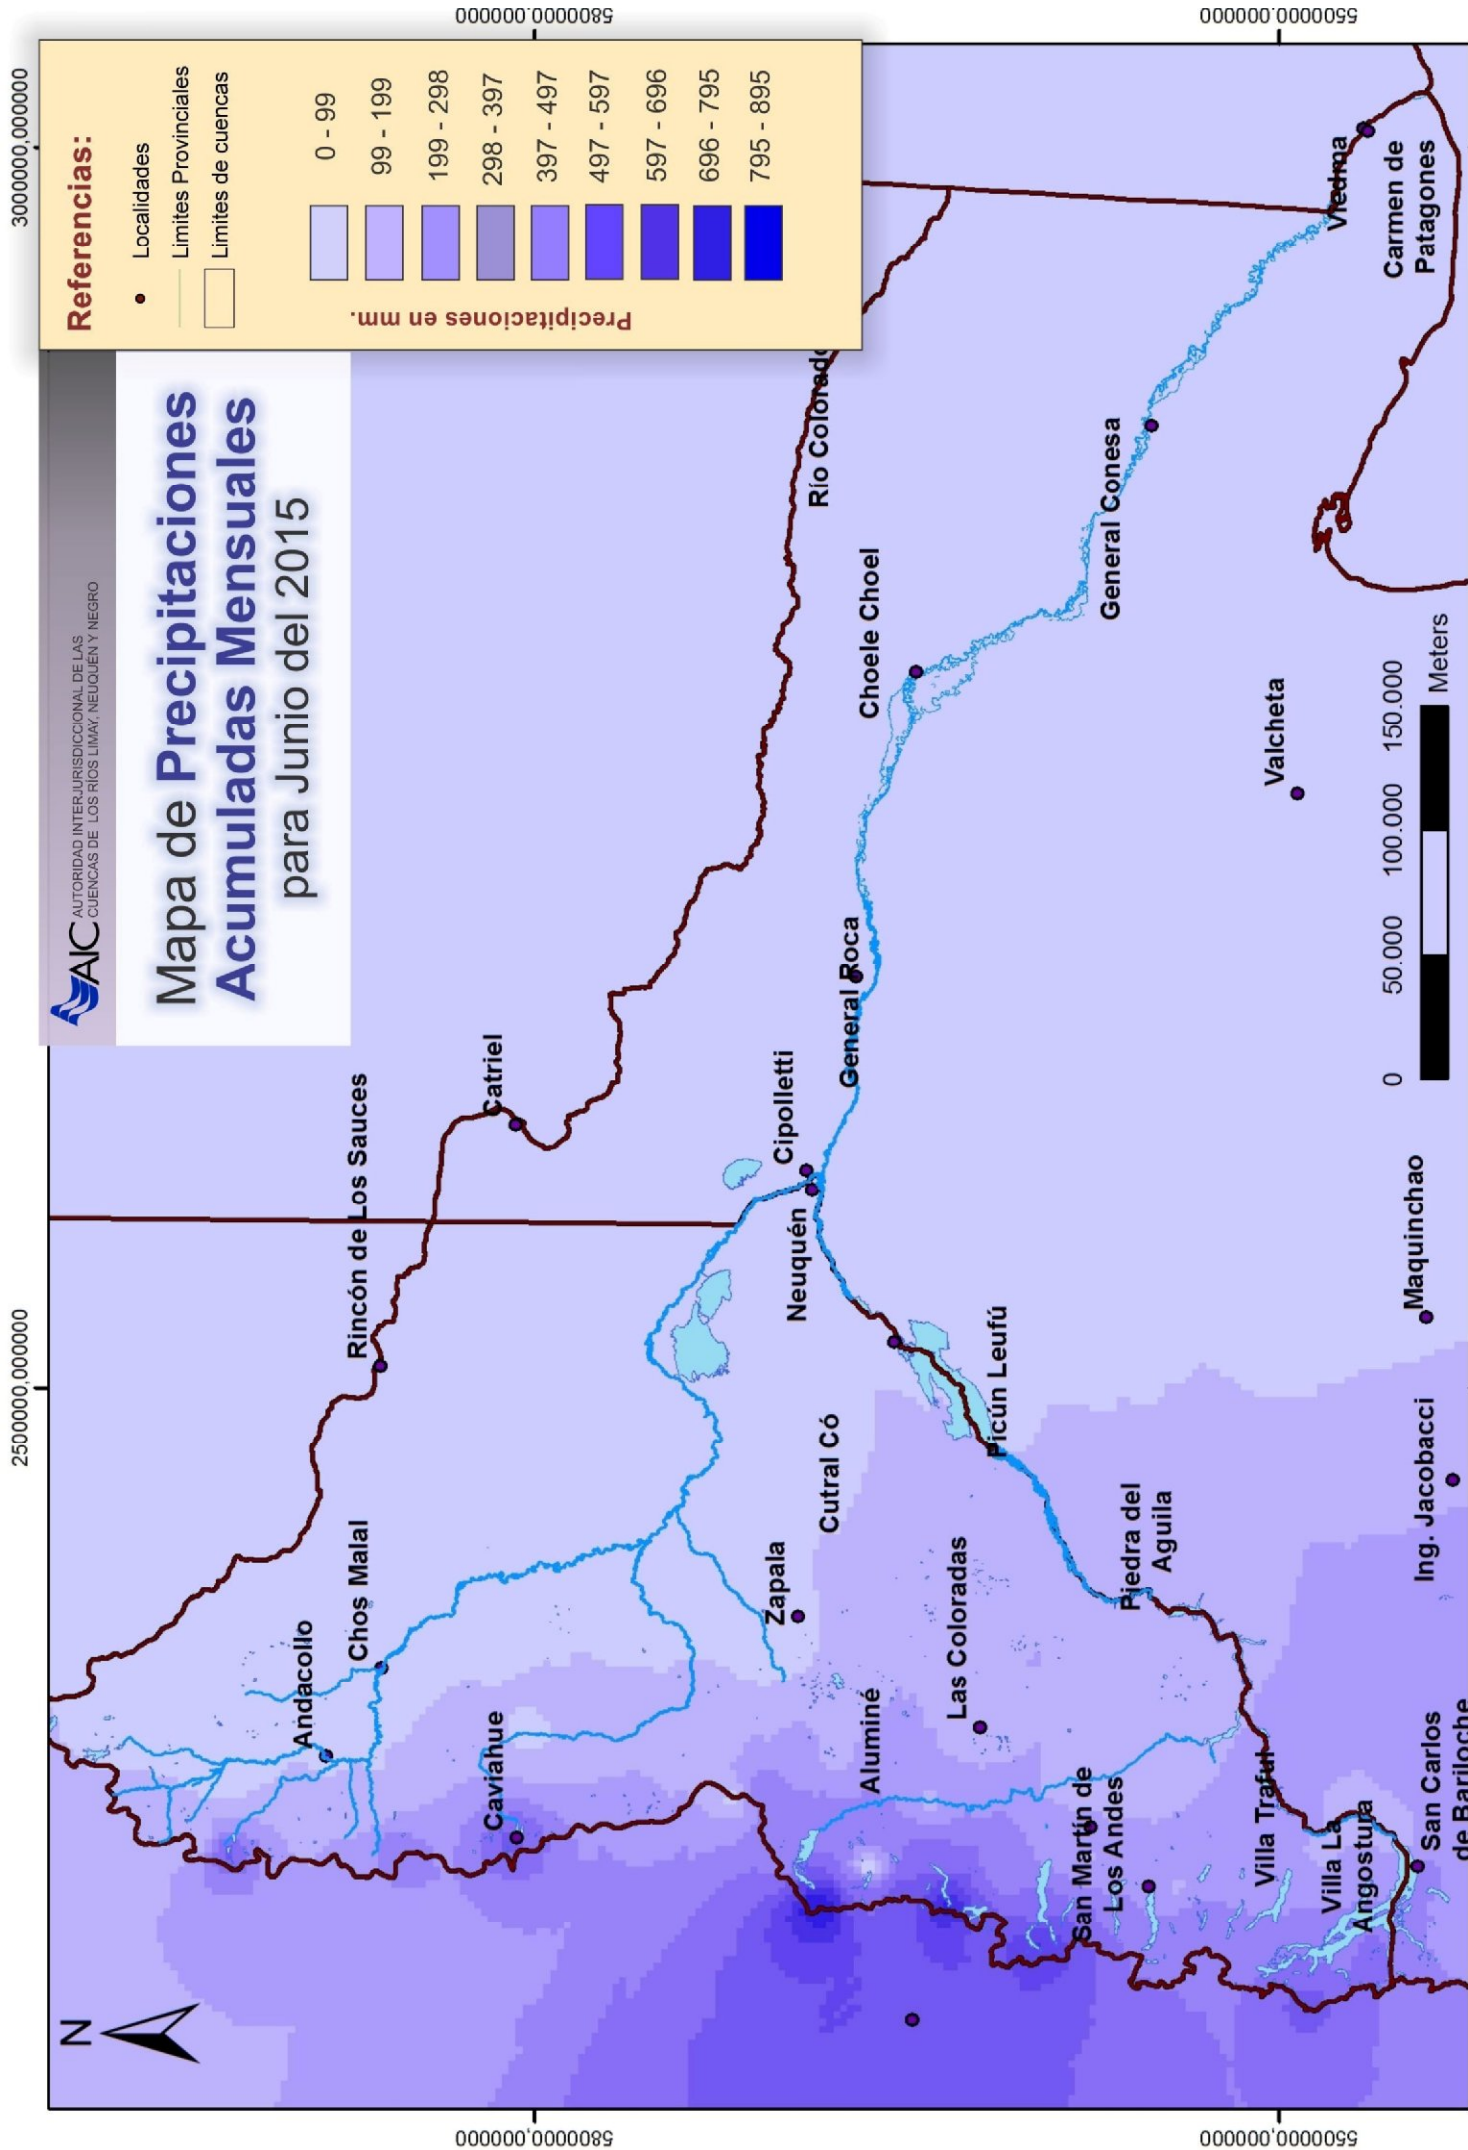 AIC
AUTORIDAD INTERJURISDICCIONAL DE LAS
CUENCAS DE LOS RÍOS LIMAY, NEUQUÉN Y NEGRO
Mapa de Precipitaciones
Acumuladas Mensuales
para Junio del 2015
Referencias:
Localidades
Limites Provinciales
Limites de cuencas
Precipitaciones en mm.
0 - 99
99 - 199
199 - 298
298 - 397
397 - 497
497 - 597
597 - 696
696 - 795
795 - 895
2500000,000000
3000000,000000
5800000,000000
5800000,000000
5500000,000000
5500000,000000
N
Andacollo
Chos Malal
Rincón de Los Sauces
Catriel
Caviahue
Zapala
Cutral Có
Neuquén
Cipolletti
General Roca
Río Colorado
Choele Choel
Aluminé
Las Coloradas
Picún Leufú
Piedra del
Aguila
General Conesa
San Martín de
Los Andes
Villa Traful
Villa La
Angostura
San Carlos
de Bariloche
Ing. Jacobacci
Maquinchao
Valcheta
Viedma
Carmen de
Patagones
0 50.000 100.000 150.000
Meters